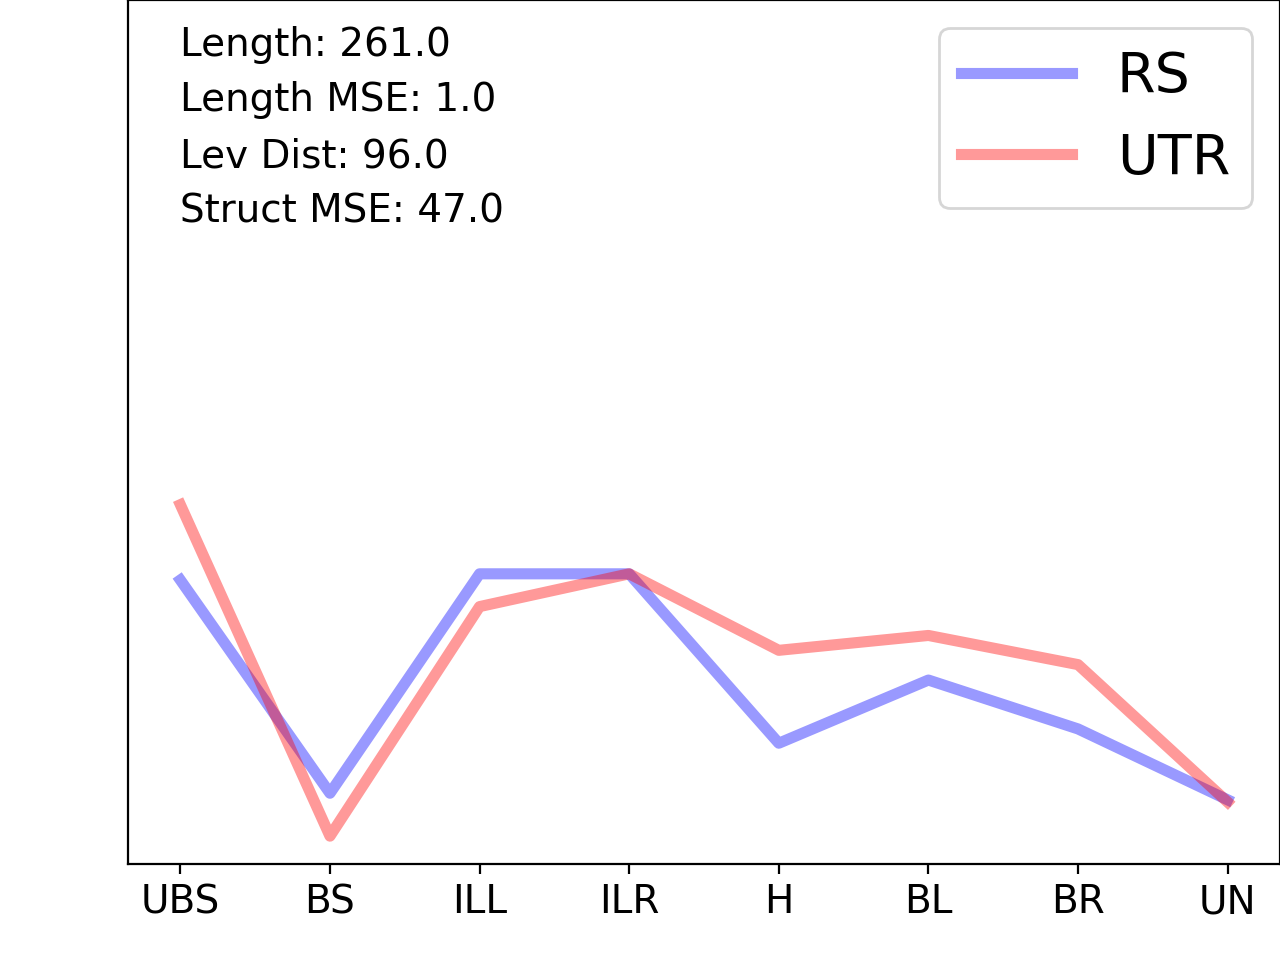 Length: 261.0
Length MSE: 1.0
Lev Dist: 96.0
Struct MSE: 47.0
RS
UTR
UBS BS ILL ILR H BL BR UN